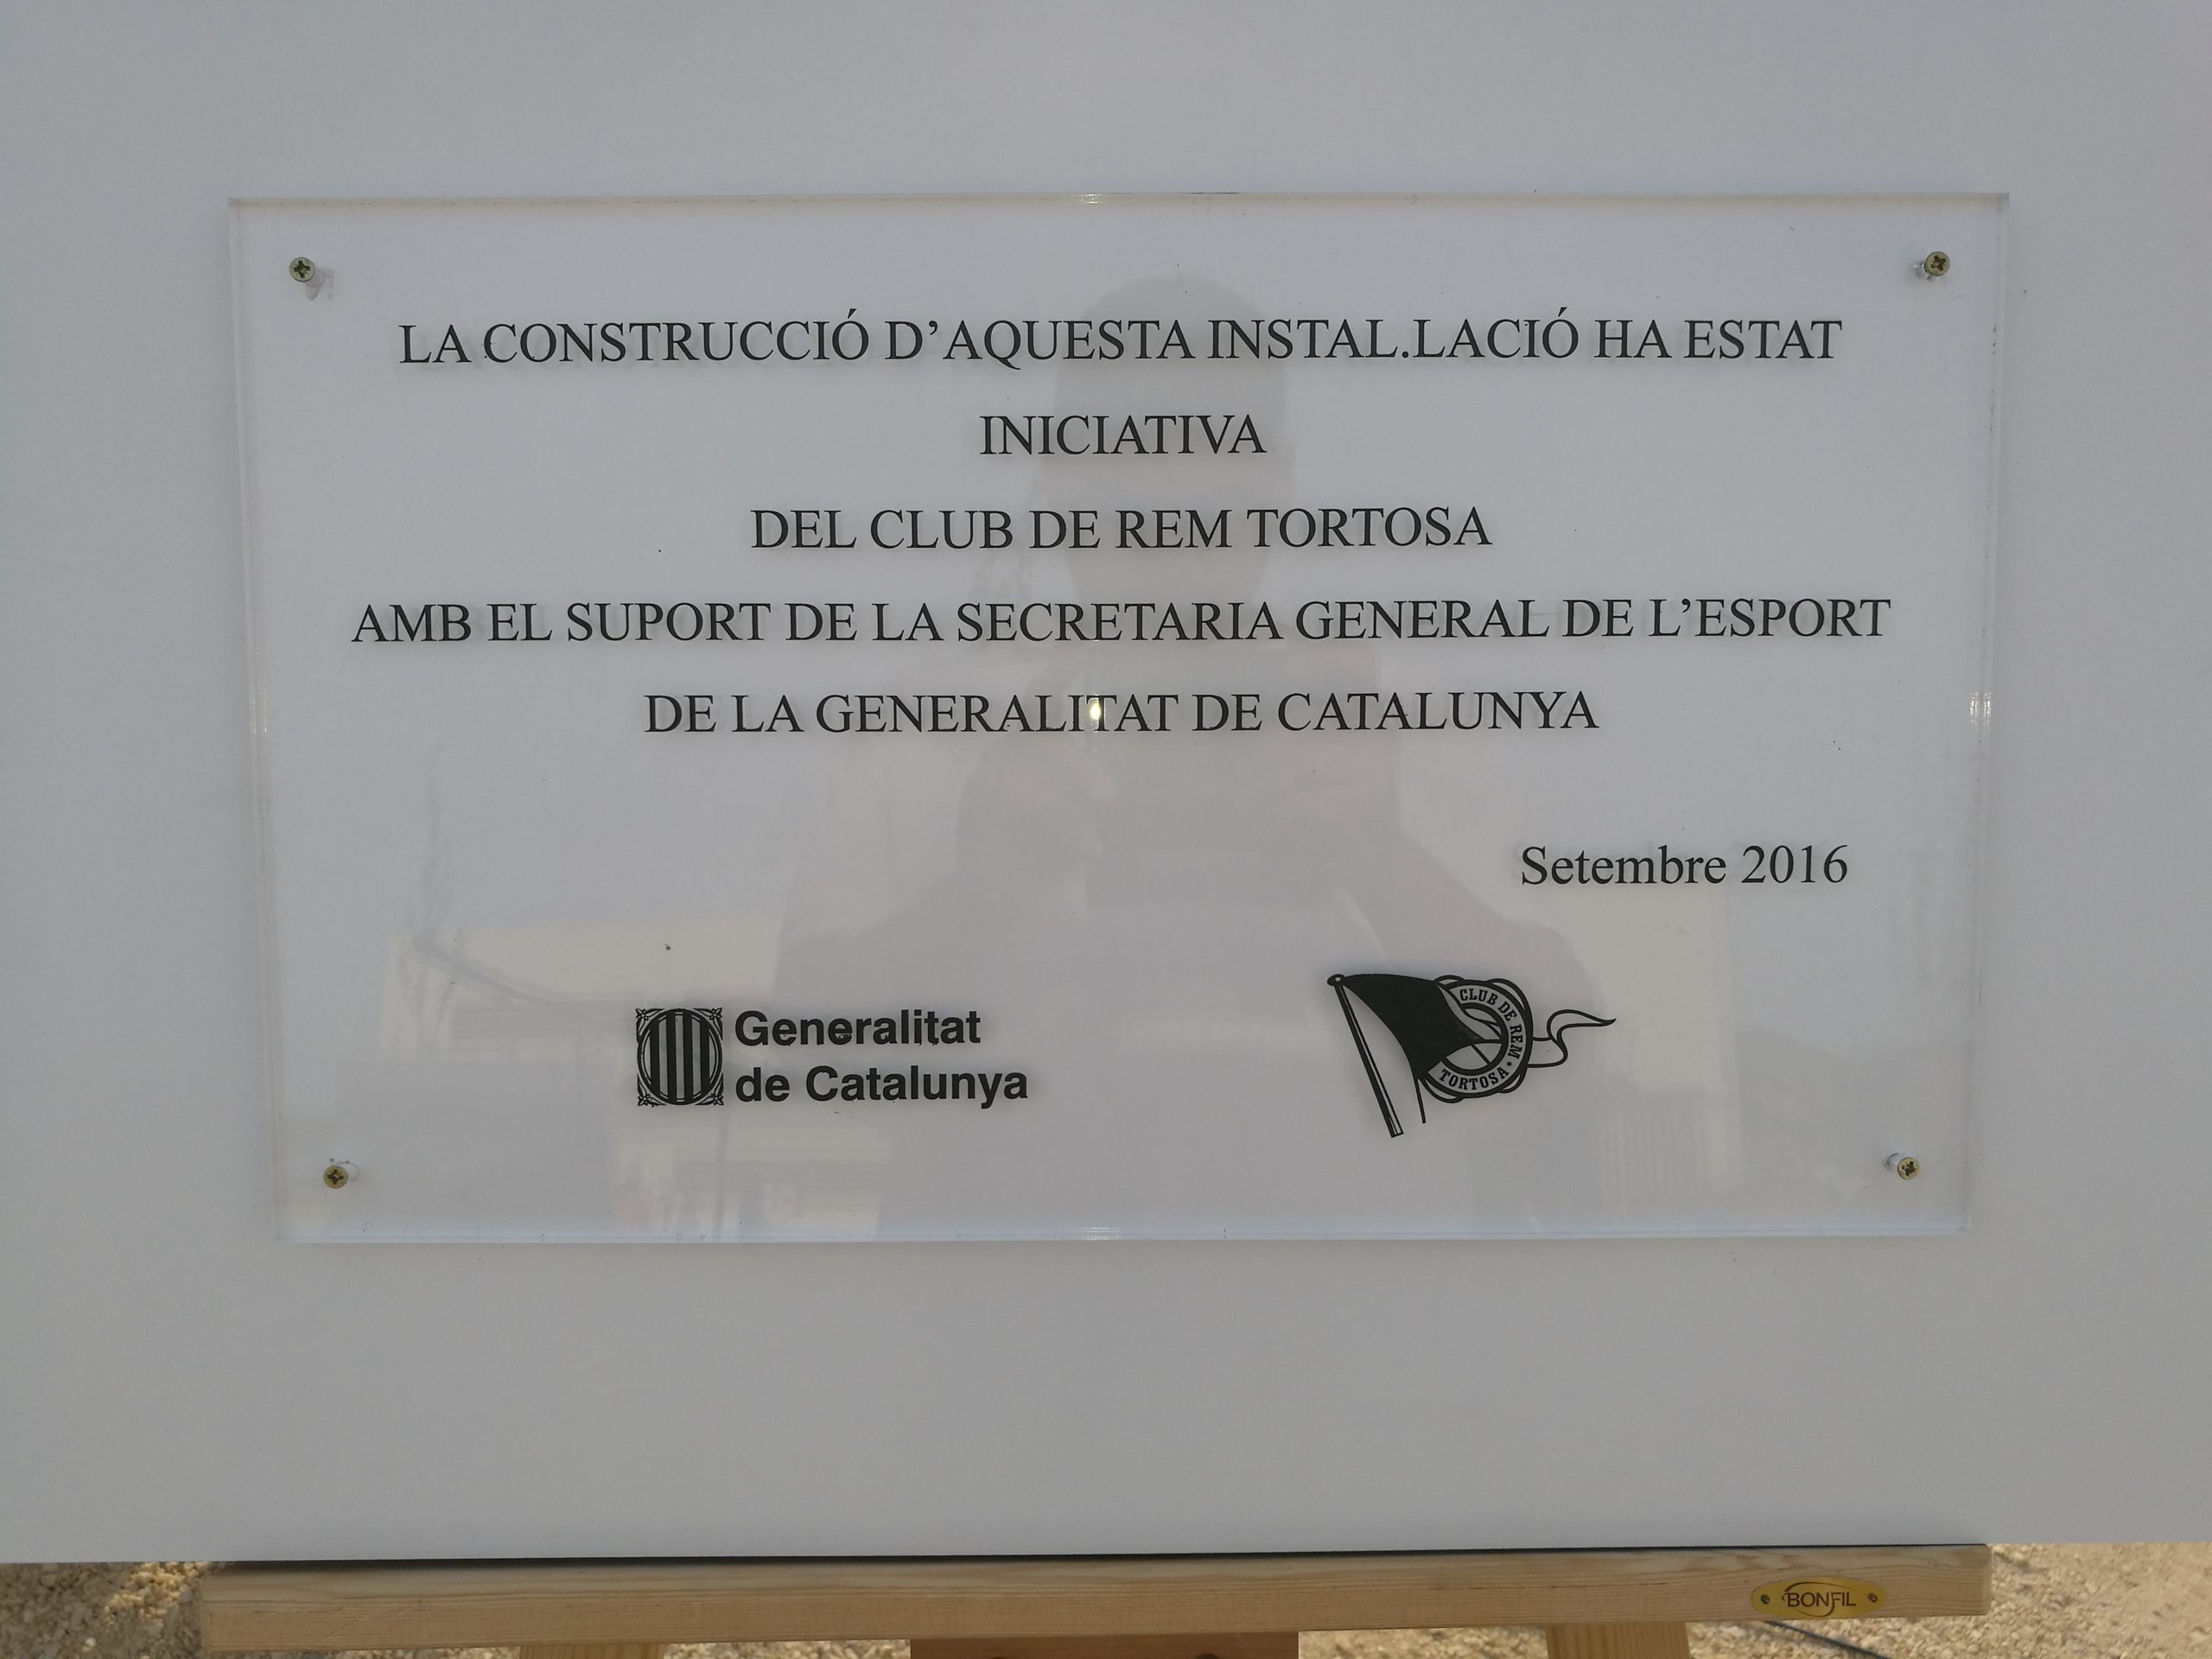 LA CONSTRUCCIÓ D’AQUESTA INSTAL.LACIÓ HA ESTAT
INICIATIVA
DEL CLUB DE REM TORTOSA
AMB EL SUPORT DE LA SECRETARIA GENERAL DE L’ESPORT
DE LA GENERALITAT DE CATALUNYA
Setembre 2016
Generalitat
de Catalunya
CLUB DE REM • TORTOSA
BONFIL